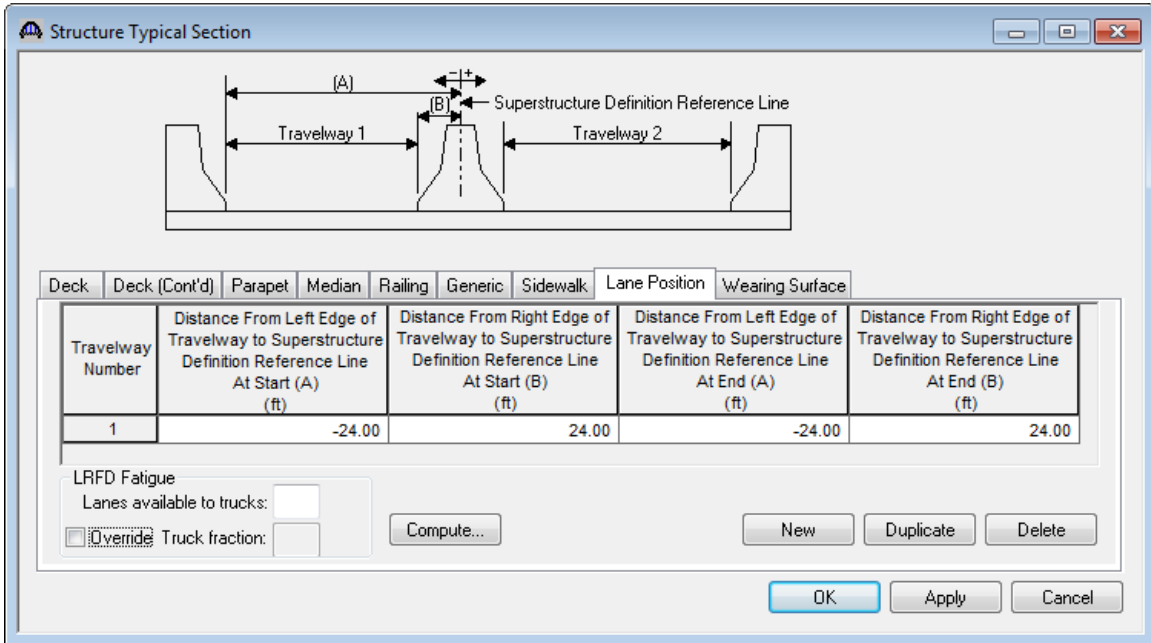 Structure Typical Section
(A)
- +
(B)
Superstructure Definition Reference Line
Travelway 1
Travelway 2
Deck Deck (Cont'd) Parapet Median Railing Generic Sidewalk Lane Position Wearing Surface
Travelway
Number
Distance From Left Edge of
Travelway to Superstructure
Definition Reference Line
At Start (A)
(ft)
Distance From Right Edge of
Travelway to Superstructure
Definition Reference Line
At Start (B)
(ft)
Distance From Left Edge of
Travelway to Superstructure
Definition Reference Line
At End (A)
(ft)
Distance From Right Edge of
Travelway to Superstructure
Definition Reference Line
At End (B)
(ft)
1 -24.00 24.00 -24.00 24.00
LRFD Fatigue
Lanes available to trucks:
Override Truck fraction:
Compute...
New Duplicate Delete
OK Apply Cancel